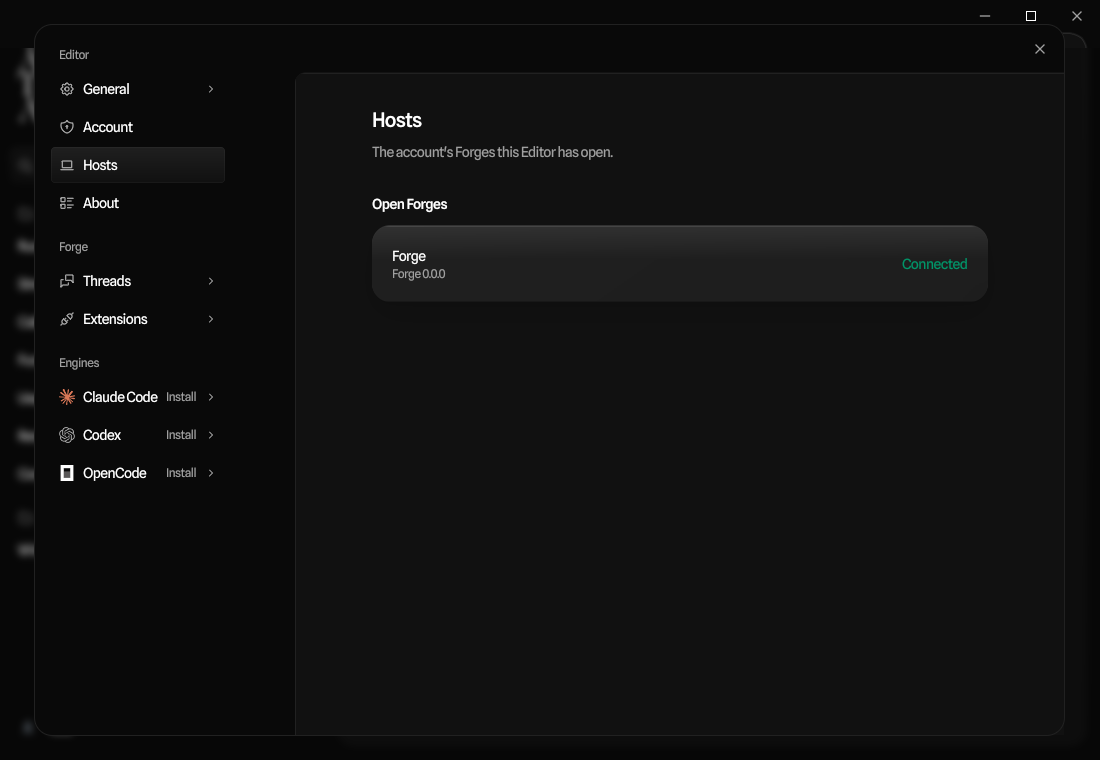 Editor
General
Account
Hosts
About
Forge
Threads
Extensions
Engines
Claude Code Install
Codex Install
OpenCode Install
Hosts
The account's Forges this Editor has open.
Open Forges
Forge
Forge 0.0.0
Connected